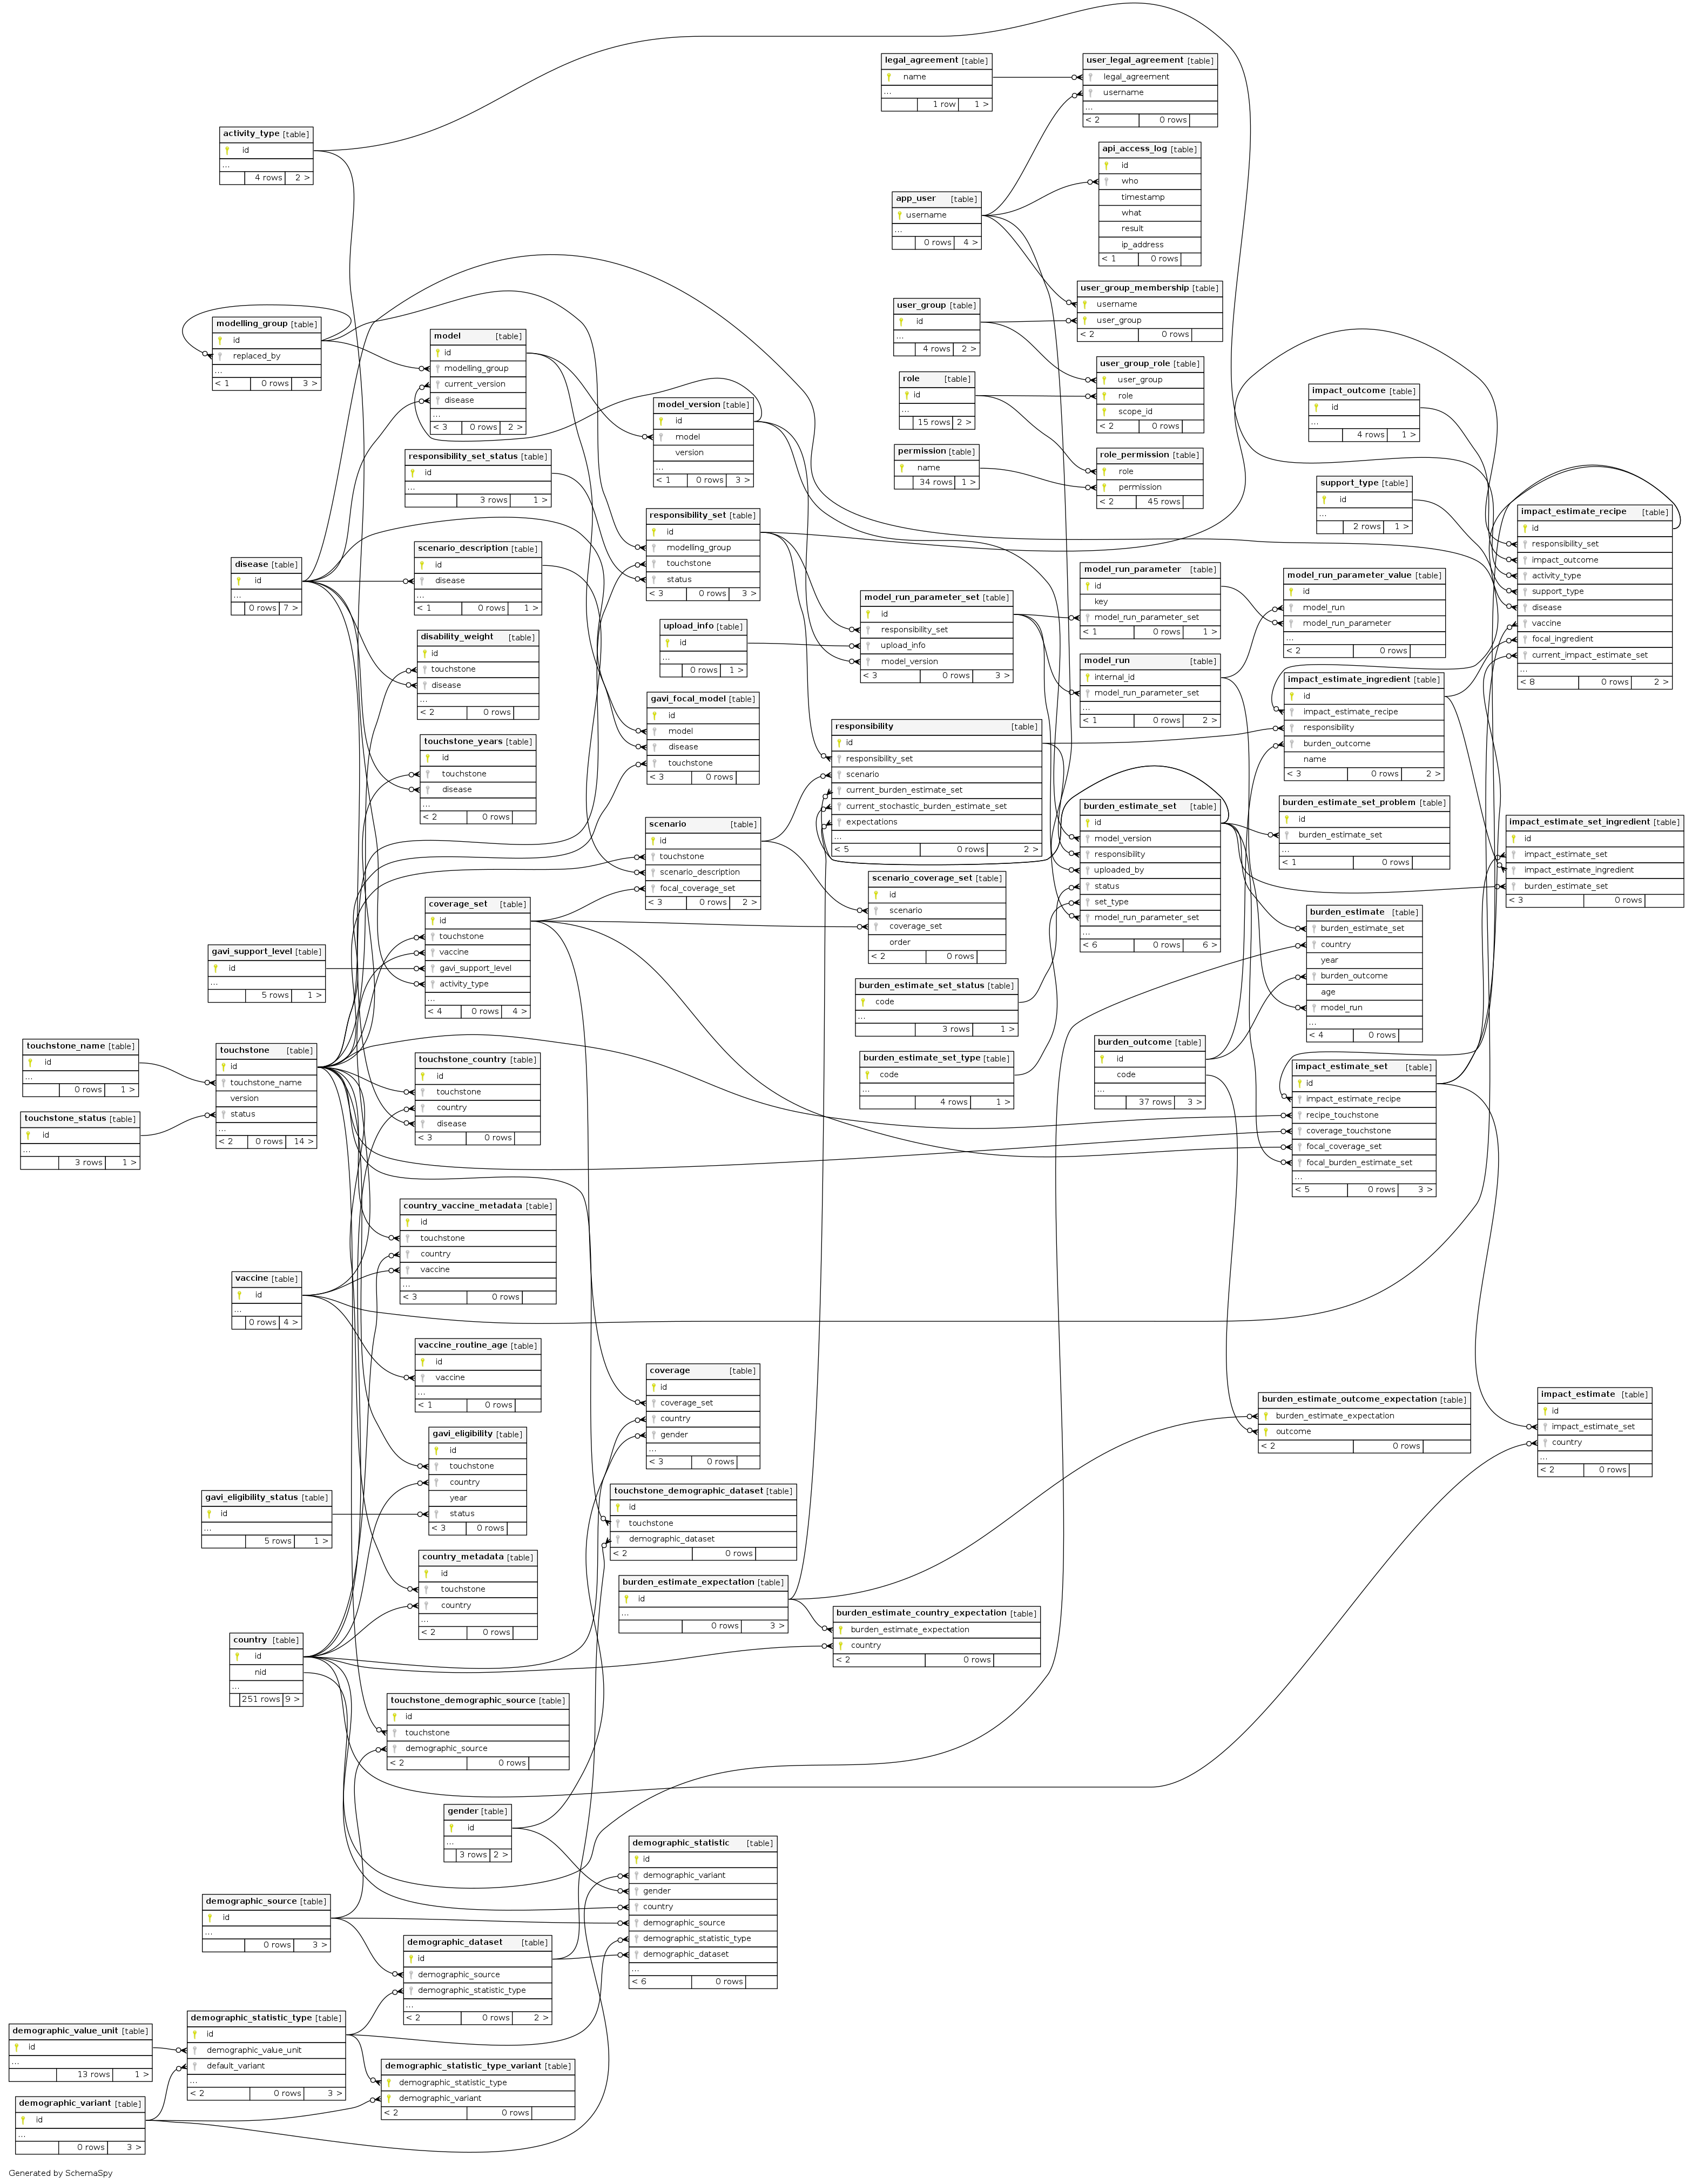 touchstone_name [table]
id
...
0 rows 1 >
touchstone_status [table]
id
...
3 rows 1 >
demographic_value_unit [table]
id
...
13 rows 1 >
demographic_variant [table]
id
...
0 rows 3 >
activity_type [table]
id
...
4 rows 2 >
modelling_group [table]
id
replaced_by
...
< 1 0 rows 3 >
disease [table]
id
...
0 rows 7 >
gavi_support_level [table]
id
...
5 rows 1 >
touchstone [table]
id
touchstone_name
version
status
...
< 2 0 rows 14 >
vaccine [table]
id
...
0 rows 4 >
gavi_eligibility_status [table]
id
...
5 rows 1 >
country [table]
id
nid
...
251 rows 9 >
demographic_source [table]
id
...
0 rows 3 >
demographic_statistic_type [table]
id
demographic_value_unit
default_variant
...
< 2 0 rows 3 >
model [table]
id
modelling_group
current_version
disease
...
< 3 0 rows 2 >
responsibility_set_status [table]
id
...
3 rows 1 >
scenario_description [table]
id
disease
...
< 1 0 rows 1 >
disability_weight [table]
id
touchstone
disease
...
< 2 0 rows
touchstone_years [table]
id
touchstone
disease
...
< 2 0 rows
coverage_set [table]
id
touchstone
vaccine
gavi_support_level
activity_type
...
< 4 0 rows 4 >
touchstone_country [table]
id
touchstone
country
disease
< 3 0 rows
country_vaccine_metadata [table]
id
touchstone
country
vaccine
...
< 3 0 rows
vaccine_routine_age [table]
id
vaccine
...
< 1 0 rows
gavi_eligibility [table]
id
touchstone
country
year
status
< 3 0 rows
country_metadata [table]
id
touchstone
country
...
< 2 0 rows
touchstone_demographic_source [table]
id
touchstone
demographic_source
< 2 0 rows
gender [table]
id
...
3 rows 2 >
demographic_dataset [table]
id
demographic_source
demographic_statistic_type
...
< 2 0 rows 2 >
demographic_statistic_type_variant [table]
demographic_statistic_type
demographic_variant
< 2 0 rows
model_version [table]
id
model
version
...
< 1 0 rows 3 >
responsibility_set [table]
id
modelling_group
touchstone
status
< 3 0 rows 3 >
upload_info [table]
id
...
0 rows 1 >
gavi_focal_model [table]
id
model
disease
touchstone
< 3 0 rows
scenario [table]
id
touchstone
scenario_description
focal_coverage_set
< 3 0 rows 2 >
coverage [table]
id
coverage_set
country
gender
...
< 3 0 rows
touchstone_demographic_dataset [table]
id
touchstone
demographic_dataset
< 2 0 rows
burden_estimate_expectation [table]
id
...
0 rows 3 >
demographic_statistic [table]
id
demographic_variant
gender
country
demographic_source
demographic_statistic_type
demographic_dataset
...
< 6 0 rows
legal_agreement [table]
name
...
1 row 1 >
app_user [table]
username
...
0 rows 4 >
user_group [table]
id
...
4 rows 2 >
role [table]
id
...
15 rows 2 >
permission [table]
name
34 rows 1 >
model_run_parameter_set [table]
id
responsibility_set
upload_info
model_version
< 3 0 rows 3 >
responsibility [table]
id
responsibility_set
scenario
current_burden_estimate_set
current_stochastic_burden_estimate_set
expectations
...
< 5 0 rows 2 >
scenario_coverage_set [table]
id
scenario
coverage_set
order
< 2 0 rows
burden_estimate_set_status [table]
code
...
3 rows 1 >
burden_estimate_set_type [table]
code
...
4 rows 1 >
burden_estimate_country_expectation [table]
burden_estimate_expectation
country
< 2 0 rows
user_legal_agreement [table]
legal_agreement
username
...
< 2 0 rows
api_access_log [table]
id
who
timestamp
what
result
ip_address
< 1 0 rows
user_group_membership [table]
username
user_group
< 2 0 rows
user_group_role [table]
user_group
role
scope_id
< 2 0 rows
role_permission [table]
role
permission
< 2 45 rows
model_run_parameter [table]
id
key
model_run_parameter_set
< 1 0 rows 1 >
model_run [table]
internal_id
model_run_parameter_set
...
< 1 0 rows 2 >
burden_estimate_set [table]
id
model_version
responsibility
uploaded_by
status
set_type
model_run_parameter_set
...
< 6 0 rows 6 >
burden_outcome [table]
id
code
...
37 rows 3 >
impact_outcome [table]
id
...
4 rows 1 >
support_type [table]
id
...
2 rows 1 >
model_run_parameter_value [table]
id
model_run
model_run_parameter
...
< 2 0 rows
impact_estimate_ingredient [table]
id
impact_estimate_recipe
responsibility
burden_outcome
name
< 3 0 rows 2 >
burden_estimate_set_problem [table]
id
burden_estimate_set
...
< 1 0 rows
burden_estimate [table]
burden_estimate_set
country
year
burden_outcome
age
model_run
...
< 4 0 rows
impact_estimate_set [table]
id
impact_estimate_recipe
recipe_touchstone
coverage_touchstone
focal_coverage_set
focal_burden_estimate_set
...
< 5 0 rows 3 >
burden_estimate_outcome_expectation [table]
burden_estimate_expectation
outcome
< 2 0 rows
impact_estimate_recipe [table]
id
responsibility_set
impact_outcome
activity_type
support_type
disease
vaccine
focal_ingredient
current_impact_estimate_set
...
< 8 0 rows 2 >
impact_estimate_set_ingredient [table]
id
impact_estimate_set
impact_estimate_ingredient
burden_estimate_set
< 3 0 rows
impact_estimate [table]
id
impact_estimate_set
country
...
< 2 0 rows
Generated by SchemaSpy